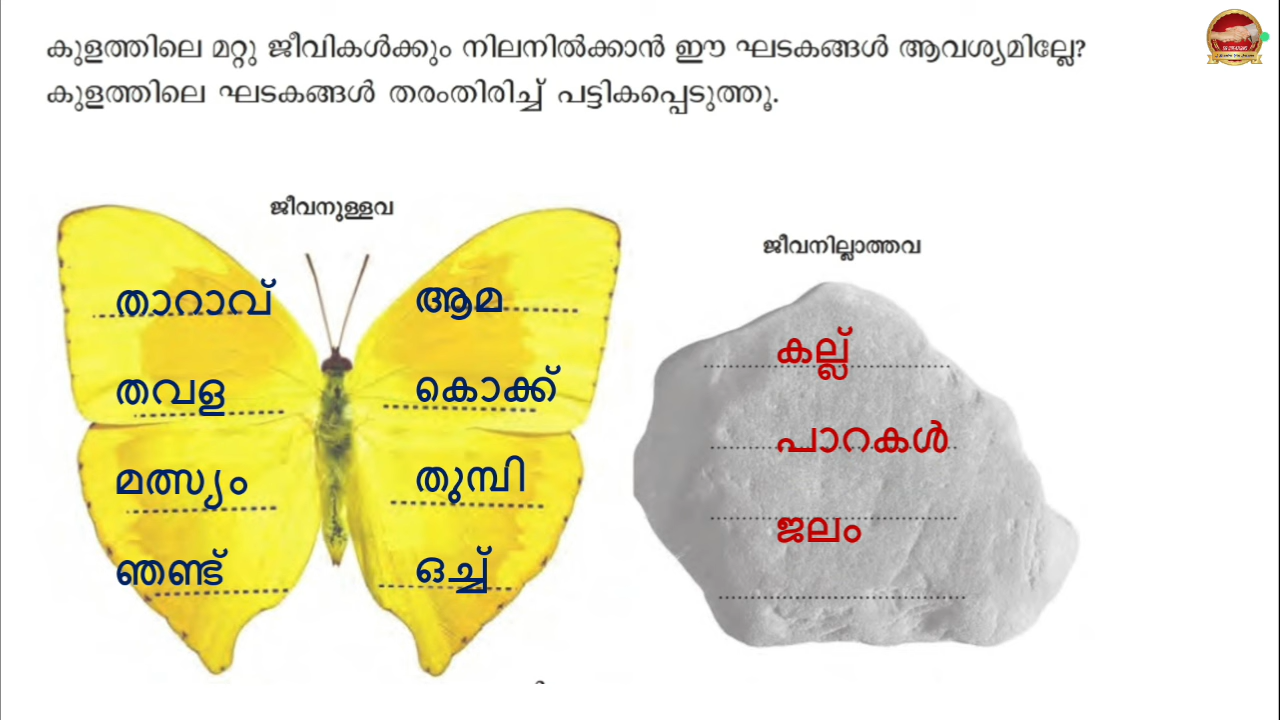 കുളത്തിലെ മറ്റു ജീവികൾക്കും നിലനിൽക്കാൻ ഈ ഘടകങ്ങൾ ആവശ്യമില്ലേ?
കുളത്തിലെ ഘടകങ്ങൾ തരംതിരിച്ച് പട്ടികപ്പെടുത്തൂ.
ജീവനുള്ളവ
താറാവ് ആമ
തവള കൊക്ക്
മത്സ്യം തുമ്പി
ഞണ്ട് ഒച്ച്
ജീവനില്ലാത്തവ
കല്ല്
പാറകൾ
ജലം